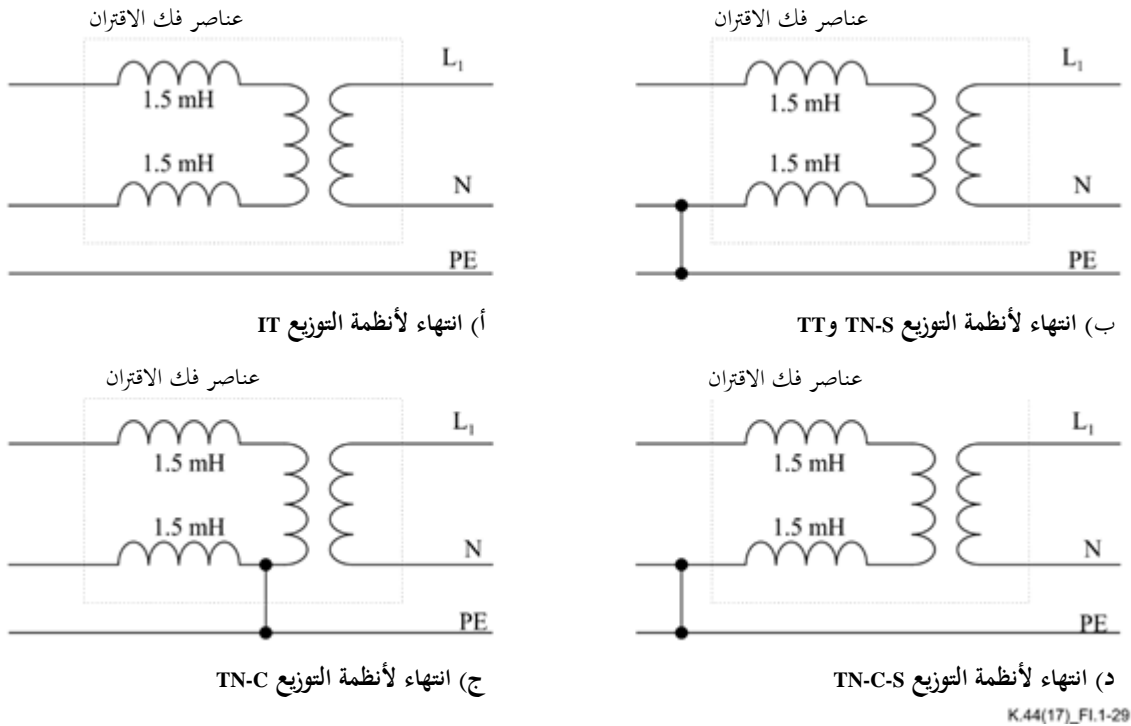 عناصر فك الاقتران
L₁
1.5 mH
1.5 mH
N
PE
أ) انتهاء لأنظمة التوزيع IT
عناصر فك الاقتران
L₁
1.5 mH
1.5 mH
N
PE
ب) انتهاء لأنظمة التوزيع TN-S وTT
عناصر فك الاقتران
L₁
1.5 mH
1.5 mH
N
PE
ج) انتهاء لأنظمة التوزيع TN-C
عناصر فك الاقتران
L₁
1.5 mH
1.5 mH
N
PE
د) انتهاء لأنظمة التوزيع TN-C-S
K.44(17)_FI.1-29